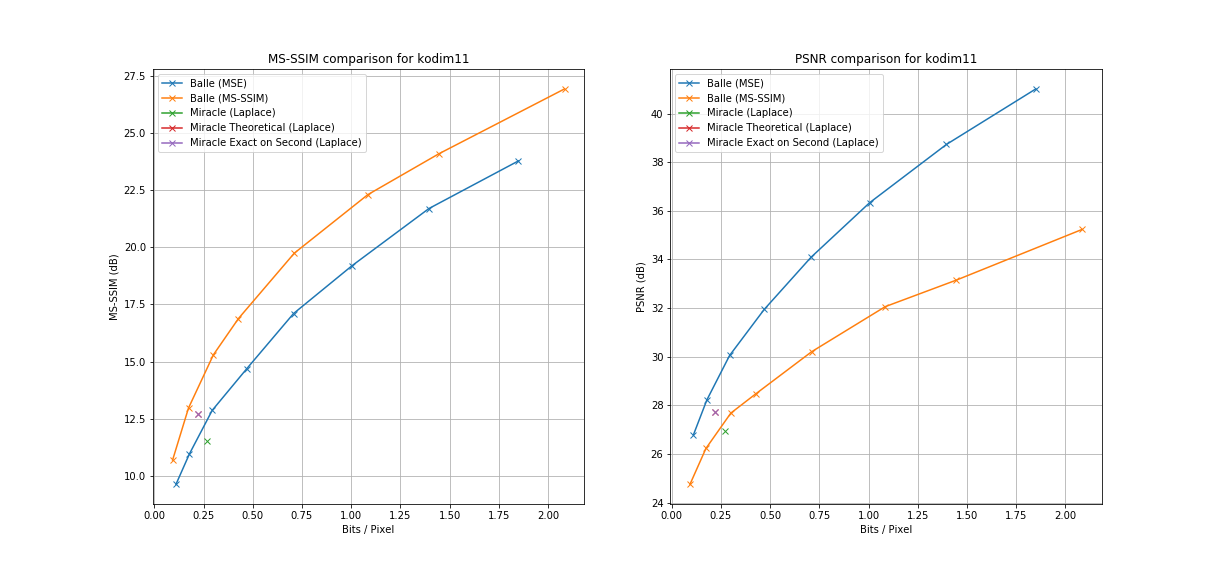 MS-SSIM comparison for kodim11
27.5
25.0
22.5
20.0
17.5
15.0
12.5
10.0
MS-SSIM (dB)
Balle (MSE)
Balle (MS-SSIM)
Miracle (Laplace)
Miracle Theoretical (Laplace)
Miracle Exact on Second (Laplace)
0.00 0.25 0.50 0.75 1.00 1.25 1.50 1.75 2.00
Bits / Pixel
PSNR comparison for kodim11
40
38
36
34
32
30
28
26
24
PSNR (dB)
Balle (MSE)
Balle (MS-SSIM)
Miracle (Laplace)
Miracle Theoretical (Laplace)
Miracle Exact on Second (Laplace)
0.00 0.25 0.50 0.75 1.00 1.25 1.50 1.75 2.00
Bits / Pixel